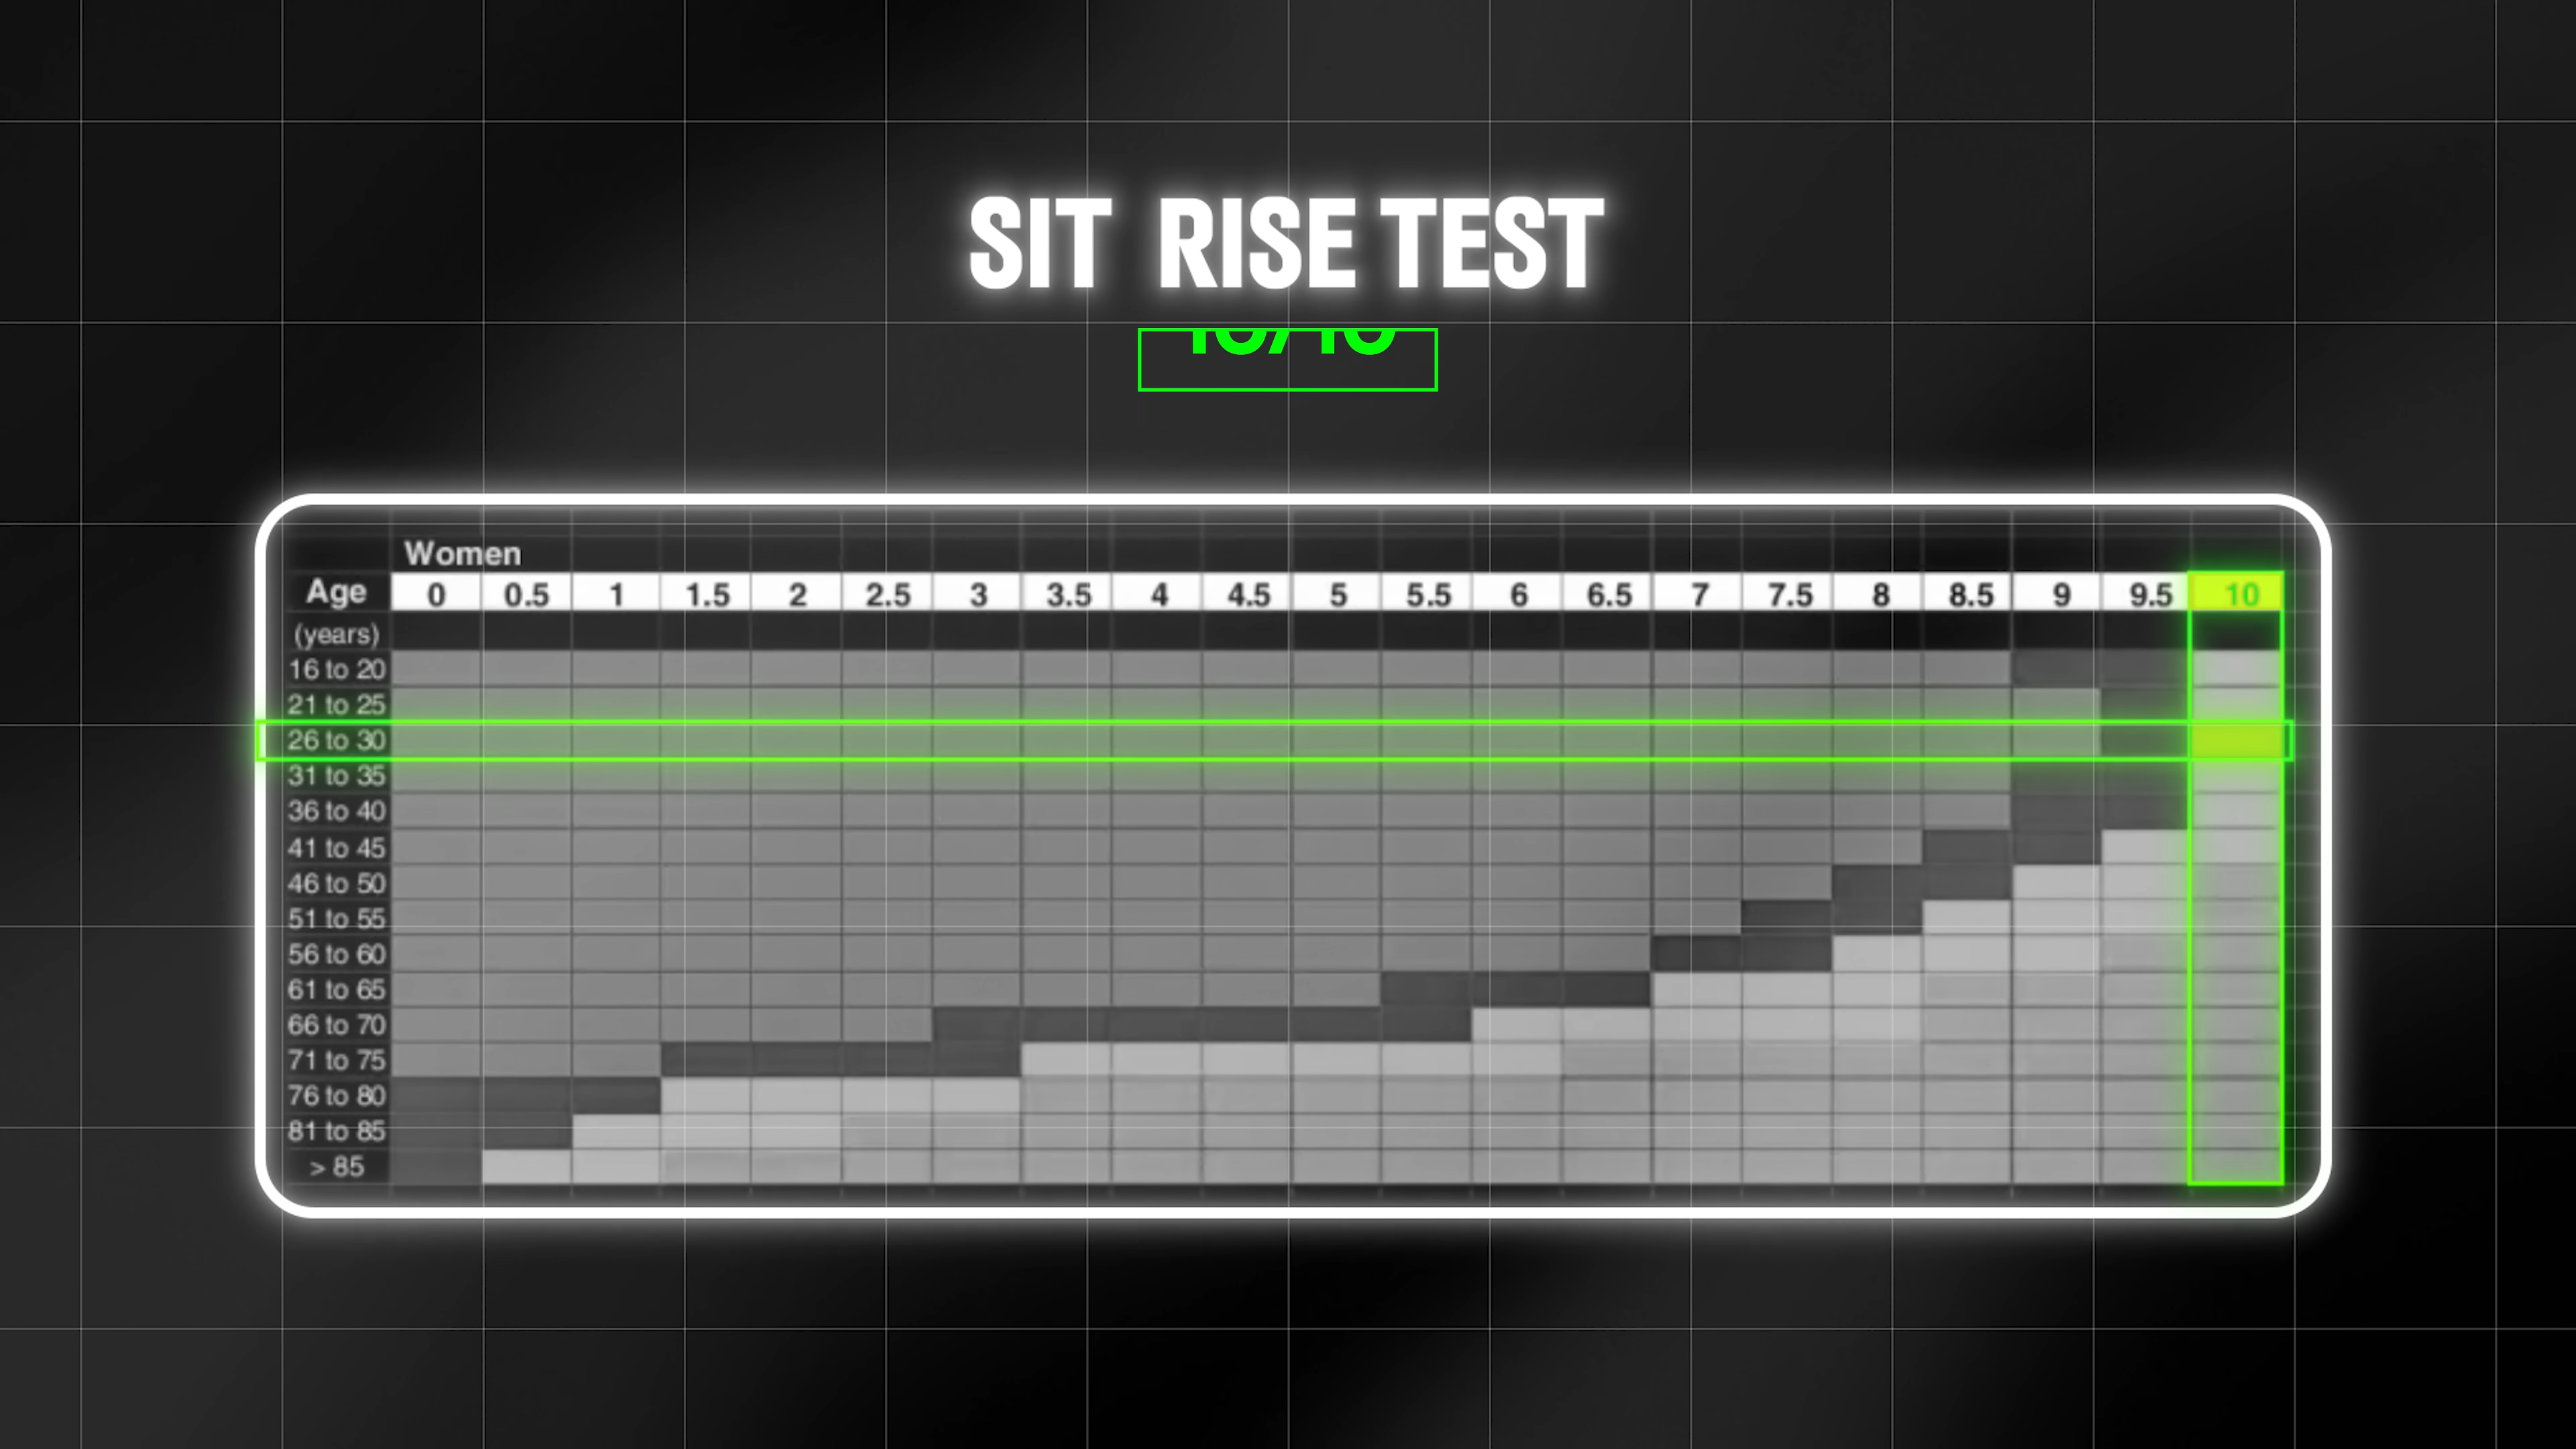 SIT RISE TEST
10/10
Women
Age 0 0.5 1 1.5 2 2.5 3 3.5 4 4.5 5 5.5 6 6.5 7 7.5 8 8.5 9 9.5 10
(years)
16 to 20
21 to 25
26 to 30
31 to 35
36 to 40
41 to 45
46 to 50
51 to 55
56 to 60
61 to 65
66 to 70
71 to 75
76 to 80
81 to 85
> 85